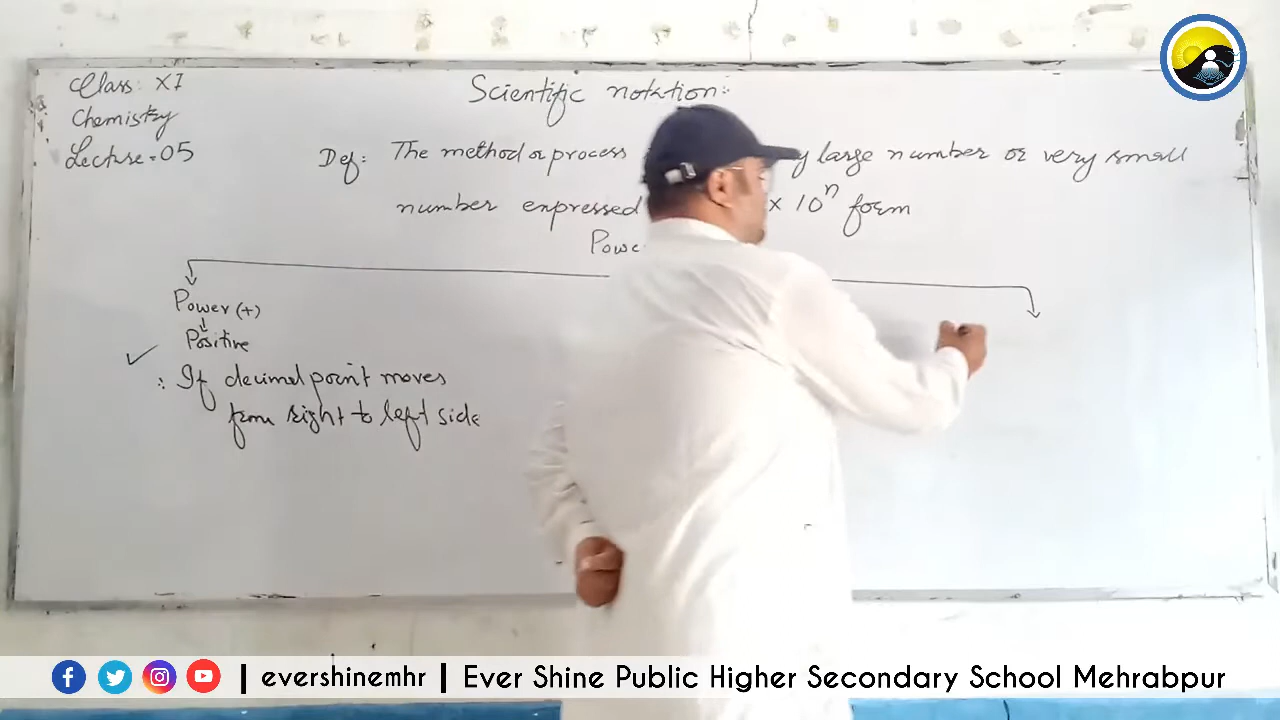 Class: XI
Chemistry
Lecture = 05
Scientific notation:-
Def: The method or process large number or very small
number expressed × 10ⁿ form
Power (+)
Positive
∴ If decimal point moves
from right to left side
| evershinemhr | Ever Shine Public Higher Secondary School Mehrabpur